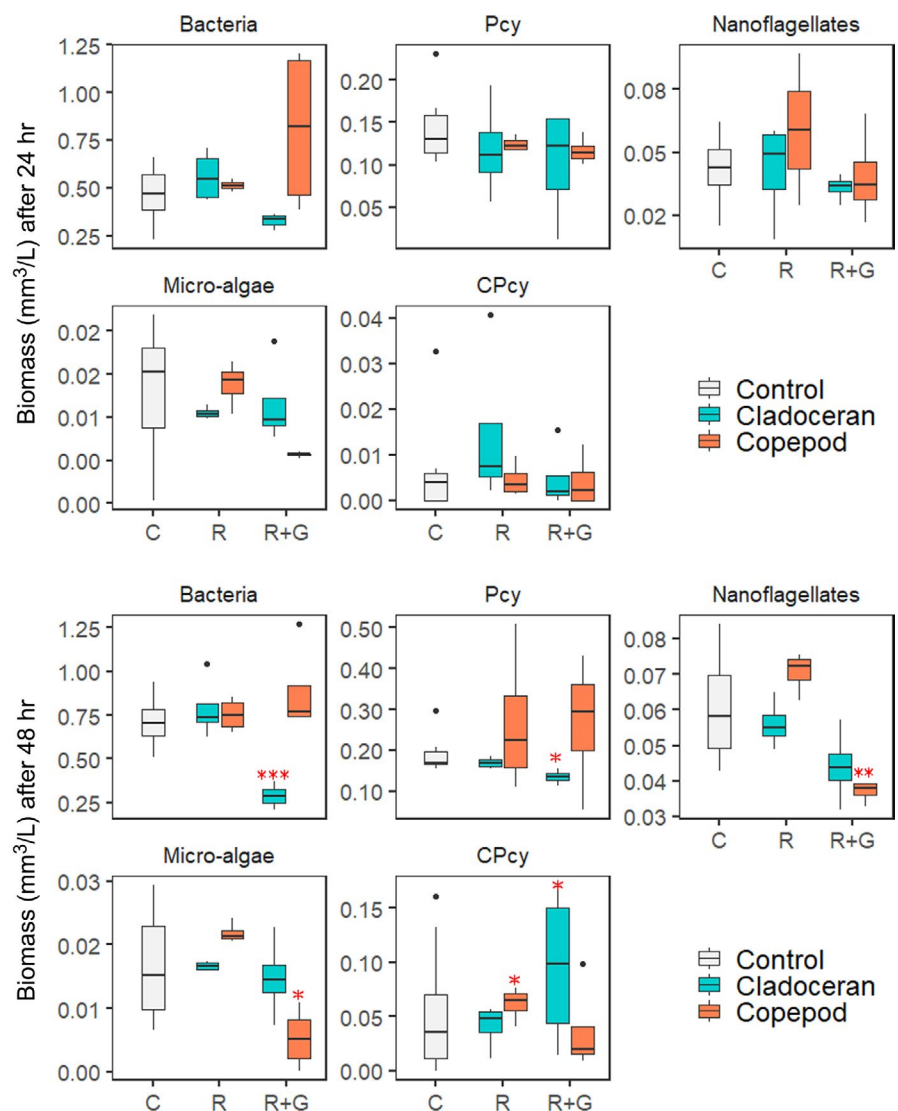 Bacteria Pcy Nanoflagellates
1.25
1.00
0.75
0.50
0.25
0.20
0.15
0.10
0.05
0.08
0.05
0.02
C R R+G
Biomass (mm³/L) after 24 hr
Micro-algae CPcy
0.02
0.02
0.01
0.00
0.00
C R R+G
0.04
0.03
0.02
0.01
0.00
C R R+G
Control
Cladoceran
Copepod
Bacteria Pcy Nanoflagellates
1.25
1.00
0.75
0.50
0.25
***
0.50
0.40
0.30
0.20
0.10
*
0.08
0.07
0.06
0.05
0.04
0.03
**
C R R+G
Biomass (mm³/L) after 48 hr
Micro-algae CPcy
0.03
0.02
0.01
0.00
*
C R R+G
0.15
0.10
0.05
0.00
*
*
C R R+G
Control
Cladoceran
Copepod